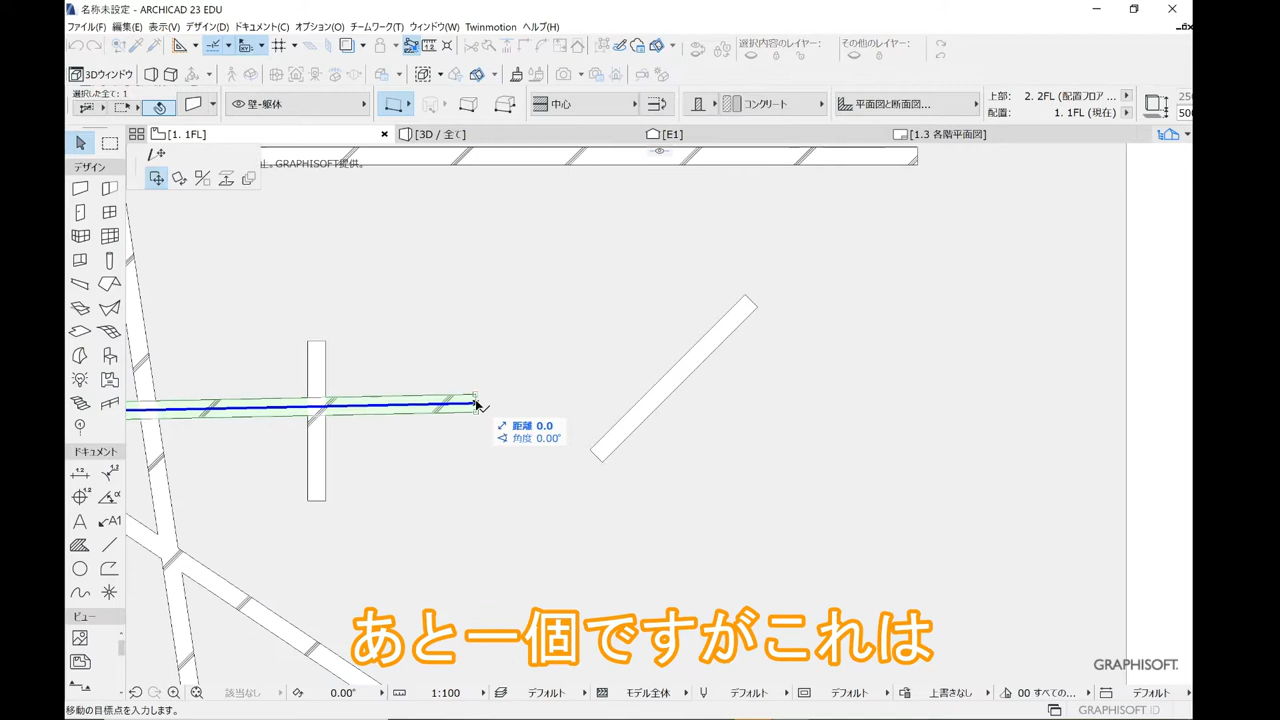 名称未設定 - ARCHICAD 23 EDU
ファイル(F) 編集(E) 表示(V) デザイン(D) ドキュメント(C) オプション(O) チームワーク(T) ウィンドウ(W) Twinmotion ヘルプ(H)
選択内容のレイヤー: その他のレイヤー:
3Dウィンドウ
選択した全て: 1
壁-躯体 中心 コンクリート 平面図と断面図...
上部: 2. 2FL (配置フロア ...
配置: 1. 1FL (現在)
250
500
[1. 1FL] [3D / 全て] [E1] [1.3 各階平面図]
止。GRAPHISOFT提供。
デザイン
距離 0.0
角度 0.00°
ドキュメント
ビュー
あと一個ですがこれは
GRAPHISOFT.
該当なし 0.00° 1:100 デフォルト モデル全体 デフォルト デフォルト 上書きなし 00 すべての... デフォルト
移動の目標点を入力します。
GRAPHISOFT ID